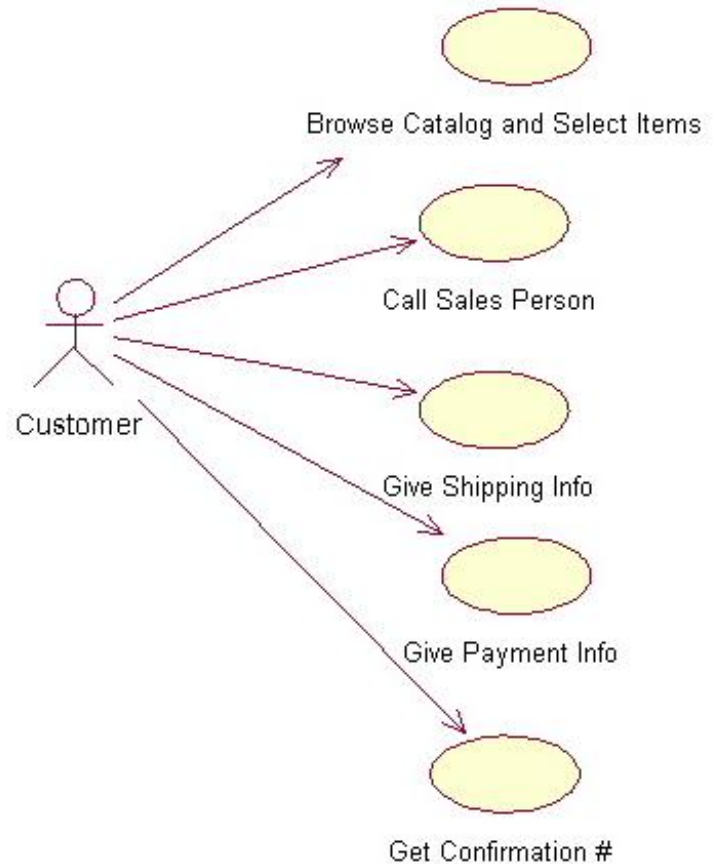 Browse Catalog and Select Items
Call Sales Person
Customer
Give Shipping Info
Give Payment Info
Get Confirmation #